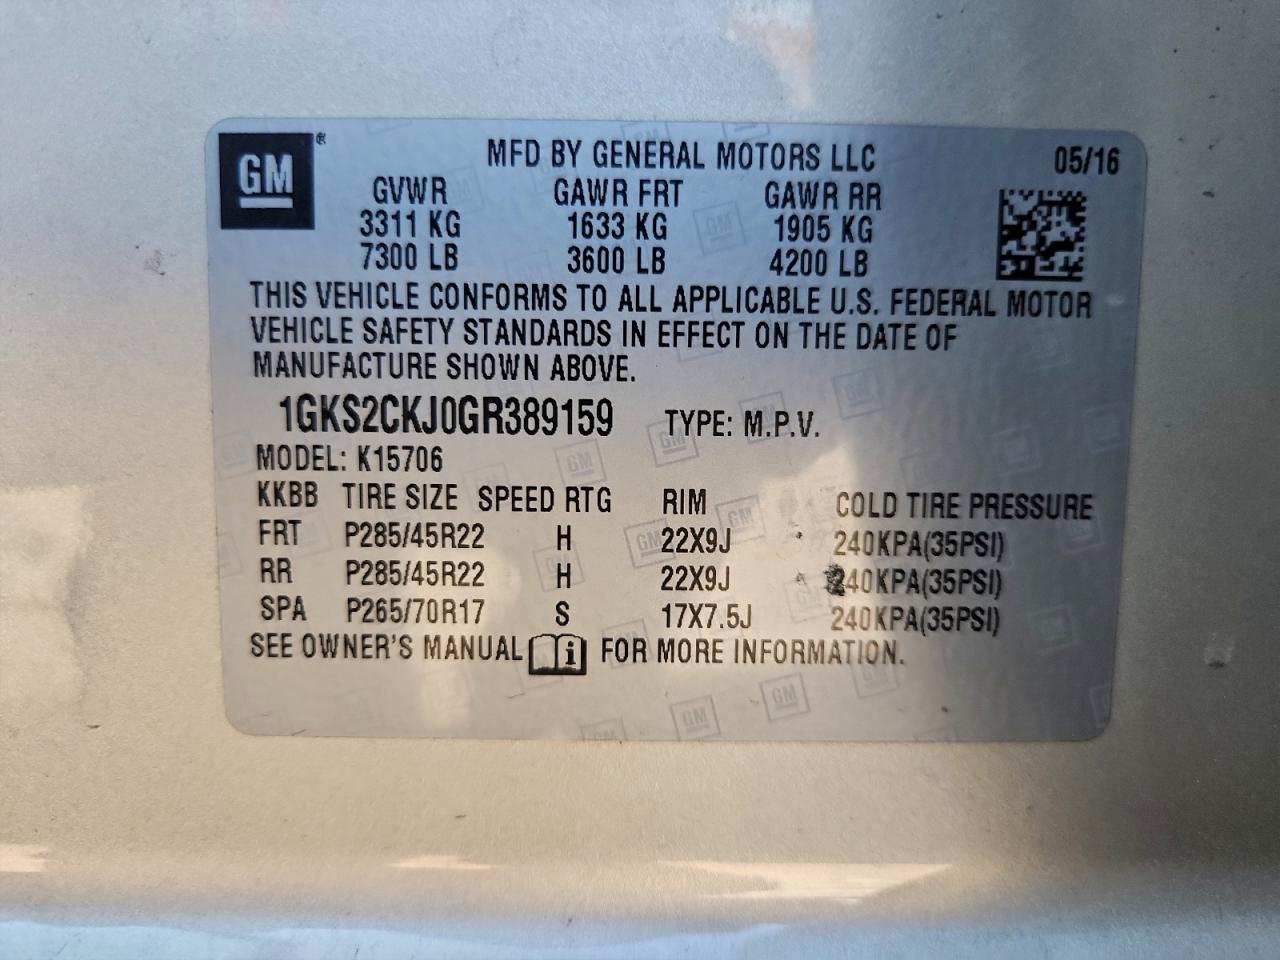 GM ® MFD BY GENERAL MOTORS LLC 05/16
GVWR GAWR FRT GAWR RR
3311 KG 1633 KG 1905 KG
7300 LB 3600 LB 4200 LB
THIS VEHICLE CONFORMS TO ALL APPLICABLE U.S. FEDERAL MOTOR
VEHICLE SAFETY STANDARDS IN EFFECT ON THE DATE OF
MANUFACTURE SHOWN ABOVE.
1GKS2CKJ0GR389159 TYPE: M.P.V.
MODEL: K15706
KKBB TIRE SIZE SPEED RTG RIM COLD TIRE PRESSURE
FRT P285/45R22 H 22X9J 240KPA(35PSI)
RR P285/45R22 H 22X9J 240KPA(35PSI)
SPA P265/70R17 S 17X7.5J 240KPA(35PSI)
SEE OWNER'S MANUAL i FOR MORE INFORMATION.